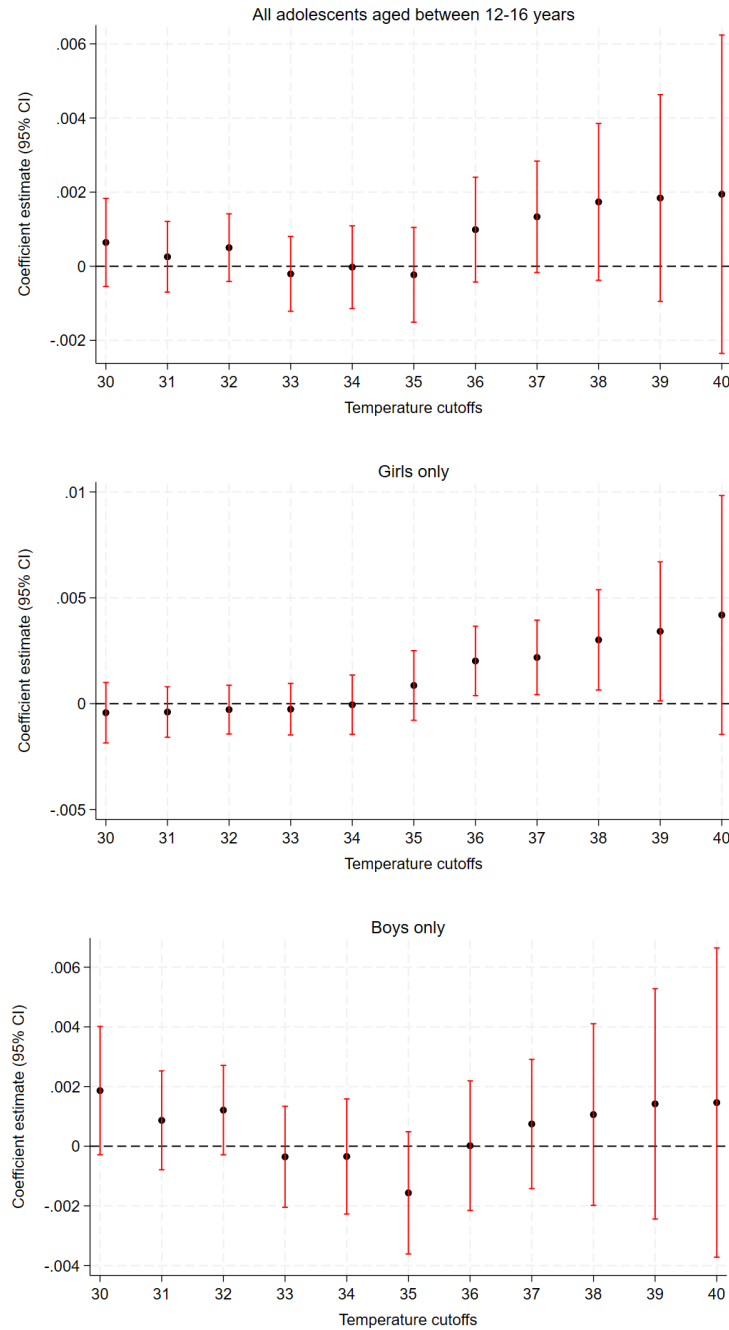 All adolescents aged between 12-16 years
Coefficient estimate (95% CI)
.006
.004
.002
0
-.002
30 31 32 33 34 35 36 37 38 39 40
Temperature cutoffs
Girls only
Coefficient estimate (95% CI)
.01
.005
0
-.005
30 31 32 33 34 35 36 37 38 39 40
Temperature cutoffs
Boys only
Coefficient estimate (95% CI)
.006
.004
.002
0
-.002
-.004
30 31 32 33 34 35 36 37 38 39 40
Temperature cutoffs